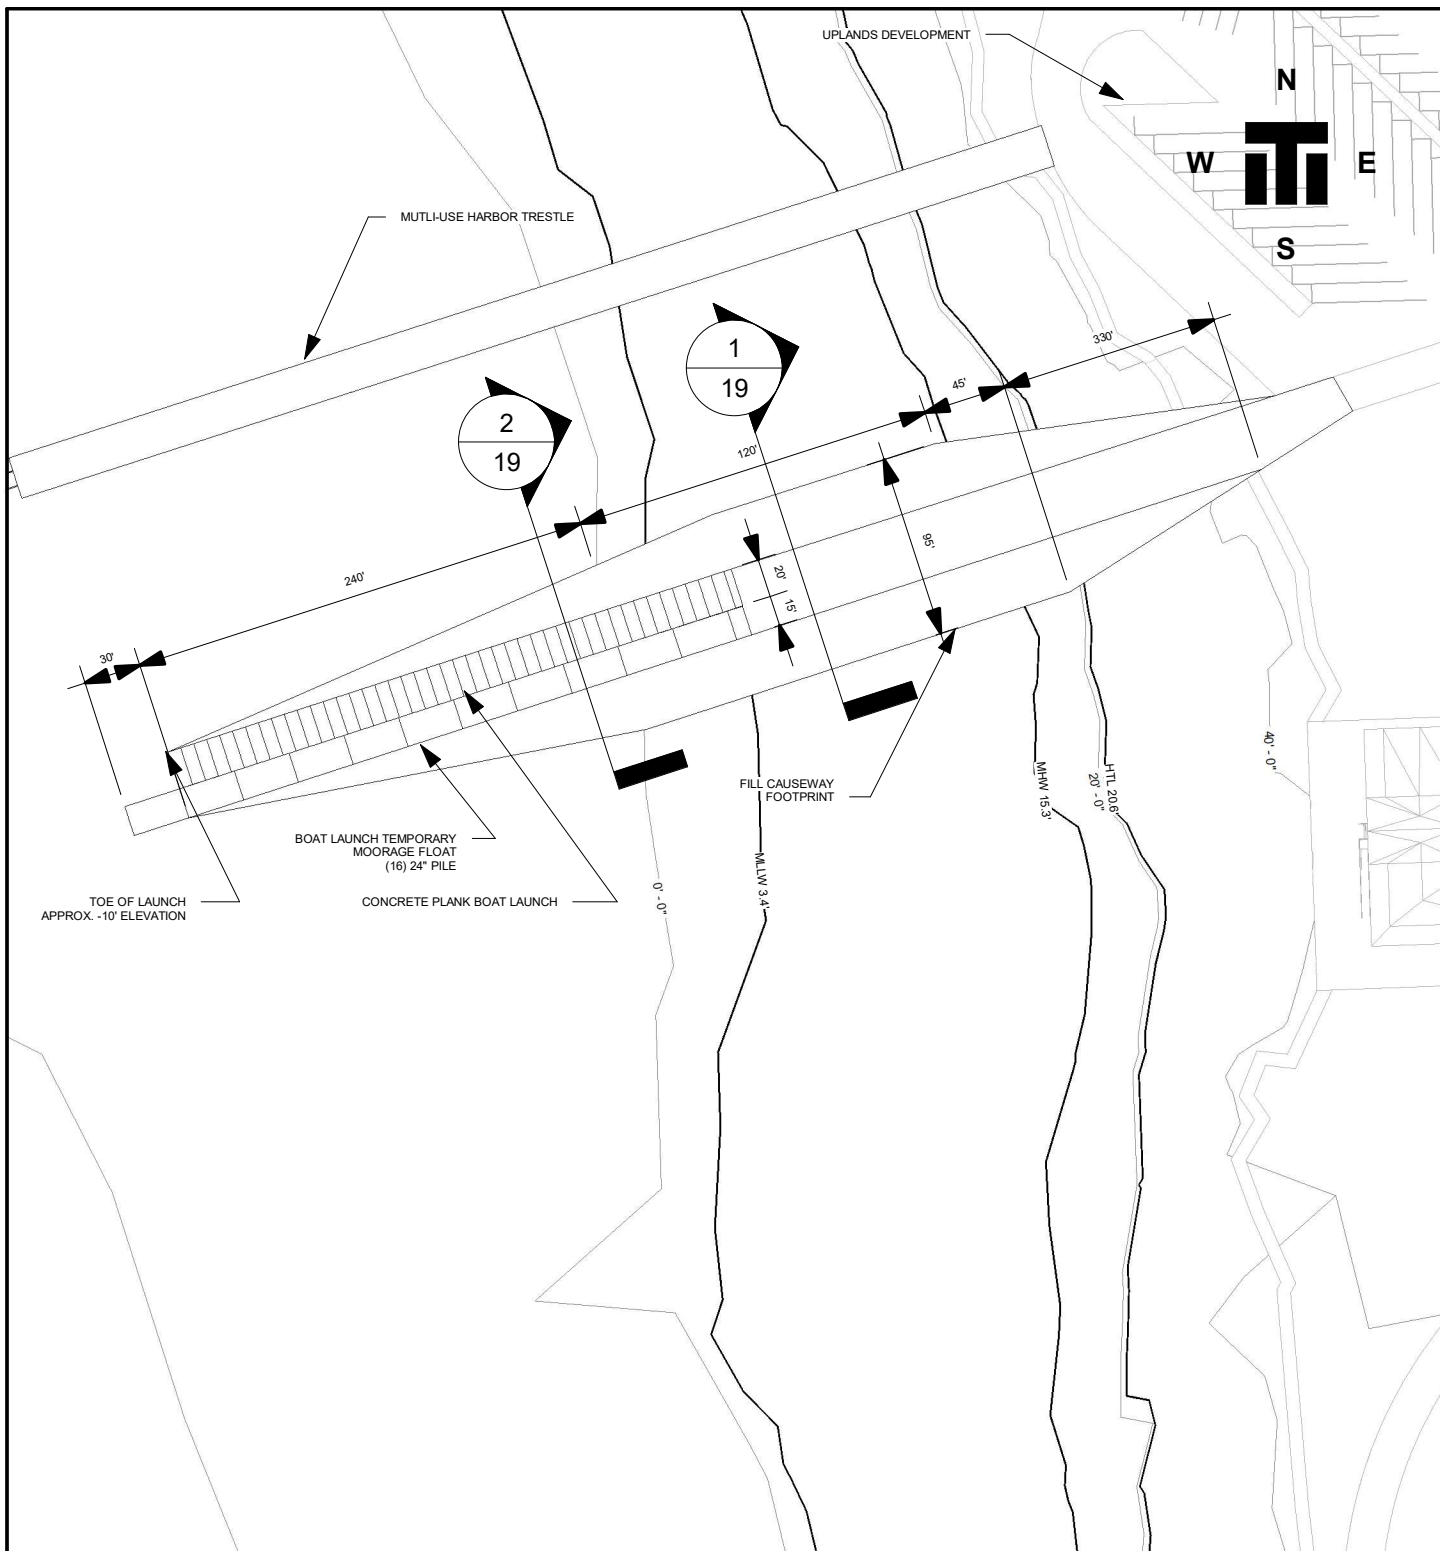 UPLANDS DEVELOPMENT
N
W
E
S
MUTLI-USE HARBOR TRESTLE
1
19
2
19
330'
45'
120'
240'
30'
95'
20'
15'
FILL CAUSEWAY
FOOTPRINT
BOAT LAUNCH TEMPORARY
MOORAGE FLOAT
(16) 24" PILE
CONCRETE PLANK BOAT LAUNCH
TOE OF LAUNCH
APPROX. -10' ELEVATION
0' - 0"
MLLW 3.4'
MHW 15.3'
HTL 20.6'
20' - 0"
40' - 0"